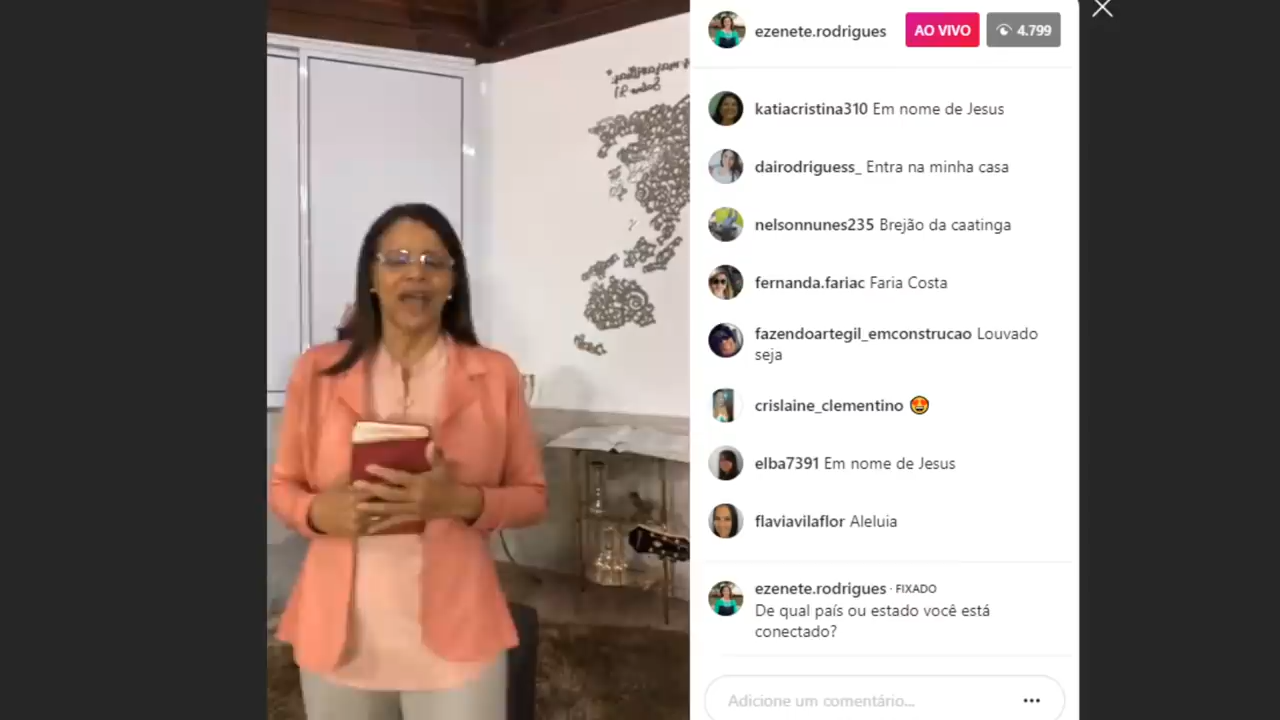 ezenete.rodrigues AO VIVO 4.799
katiacristina310 Em nome de Jesus
dairodriguess_ Entra na minha casa
nelsonnunes235 Brejão da caatinga
fernanda.fariac Faria Costa
fazendoartegil_emconstrucao Louvado
seja
crislaine_clementino 🤩
elba7391 Em nome de Jesus
flaviavilaflor Aleluia
ezenete.rodrigues · FIXADO
De qual país ou estado você está
conectado?
Adicione um comentário...